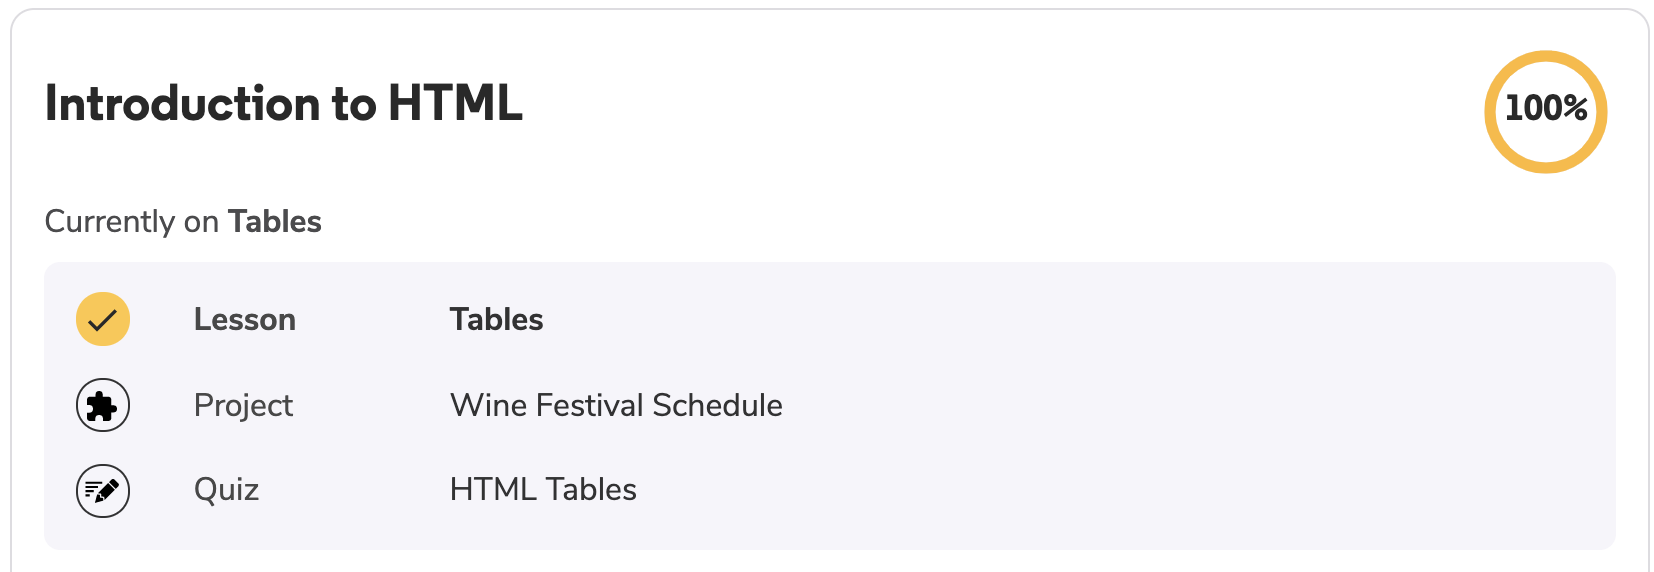 Introduction to HTML
100%
Currently on Tables
Lesson Tables
Project Wine Festival Schedule
Quiz HTML Tables